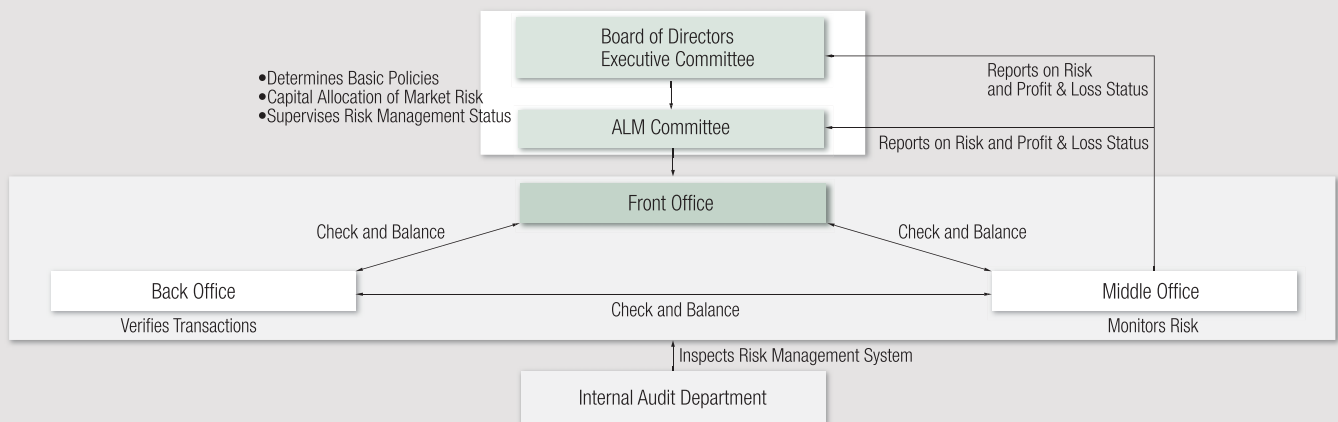 Board of Directors
Executive Committee
•Determines Basic Policies
•Capital Allocation of Market Risk
•Supervises Risk Management Status
Reports on Risk
and Profit & Loss Status
ALM Committee
Reports on Risk and Profit & Loss Status
Front Office
Check and Balance
Check and Balance
Back Office
Middle Office
Check and Balance
Verifies Transactions
Monitors Risk
Inspects Risk Management System
Internal Audit Department